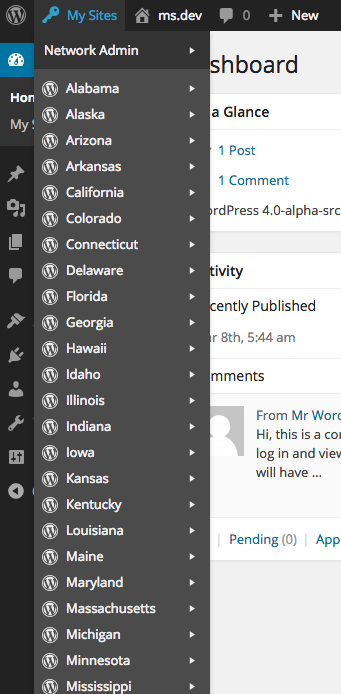 My Sites ms.dev 0 + New
Network Admin
Alabama
Alaska
Arizona
Arkansas
California
Colorado
Connecticut
Delaware
Florida
Georgia
Hawaii
Idaho
Illinois
Indiana
Iowa
Kansas
Kentucky
Louisiana
Maine
Maryland
Massachusetts
Michigan
Minnesota
Mississippi
Hon
My S
shboard
a Glance
1 Post
1 Comment
ordPress 4.0-alpha-src
tivity
cently Published
r 8th, 5:44 am
mments
From Mr Word
Hi, this is a co
log in and view
will have ...
| Pending (0) | App